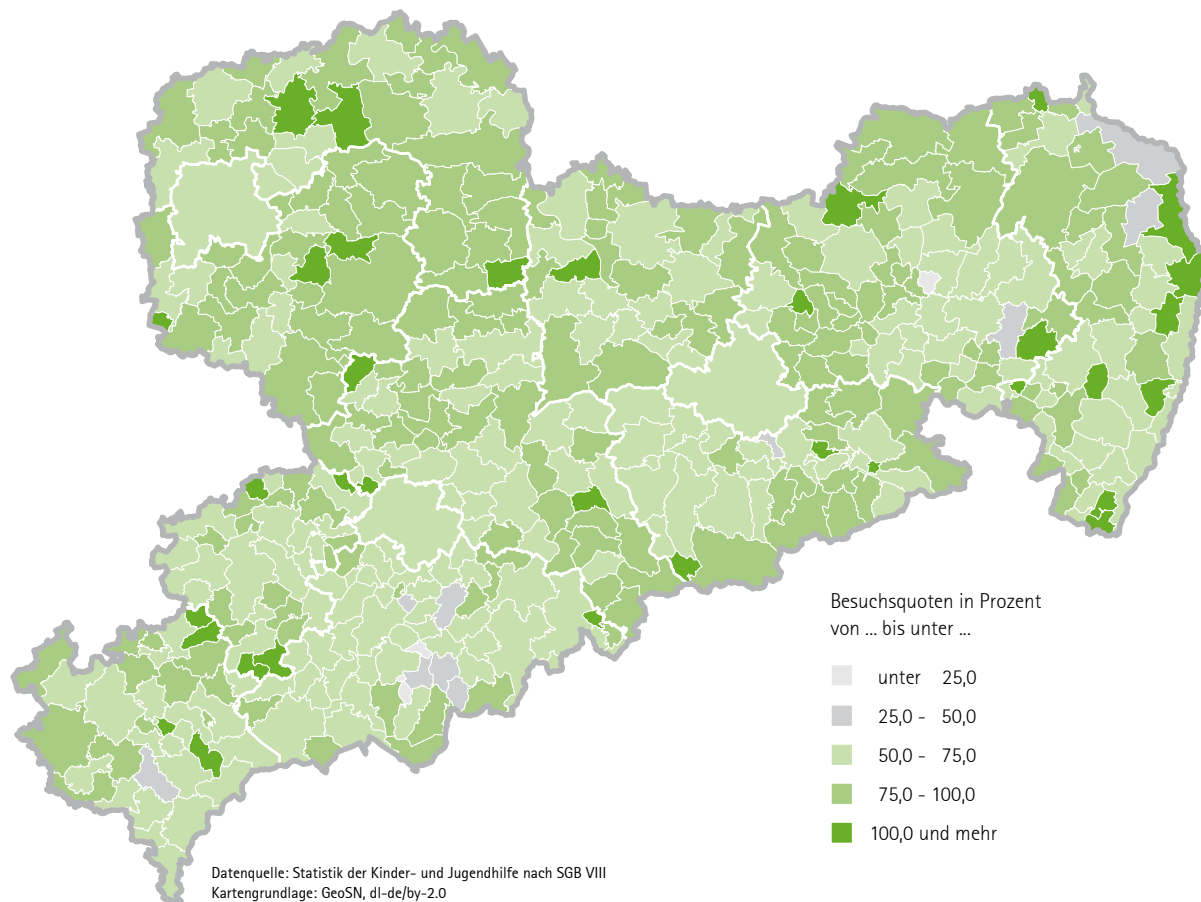 Besuchsquoten in Prozent
von ... bis unter ...
unter 25,0
25,0 - 50,0
50,0 - 75,0
75,0 - 100,0
100,0 und mehr
Datenquelle: Statistik der Kinder- und Jugendhilfe nach SGB VIII
Kartengrundlage: GeoSN, dl-de/by-2.0